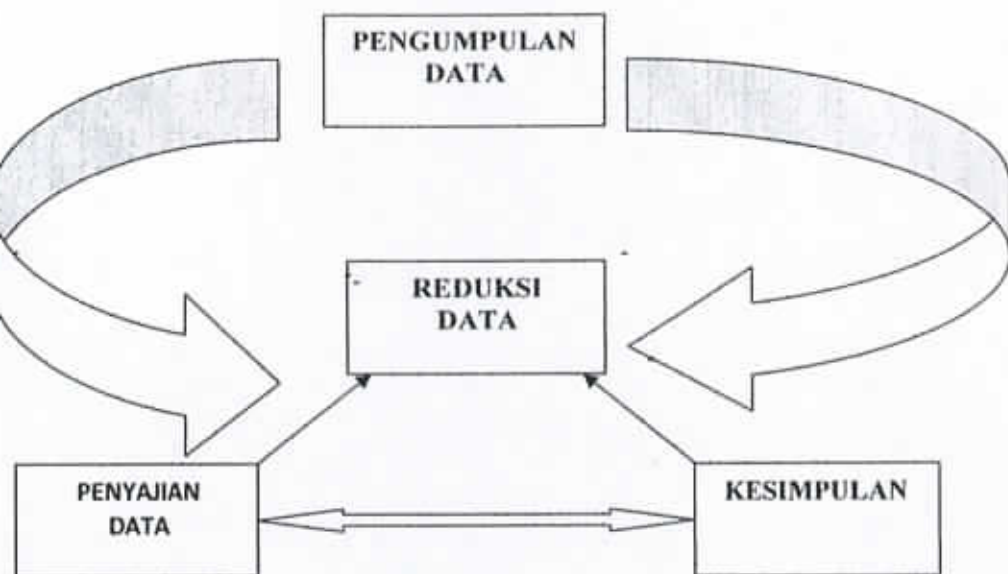 PENGUMPULAN
DATA
REDUKSI
DATA
PENYAJIAN
DATA
KESIMPULAN